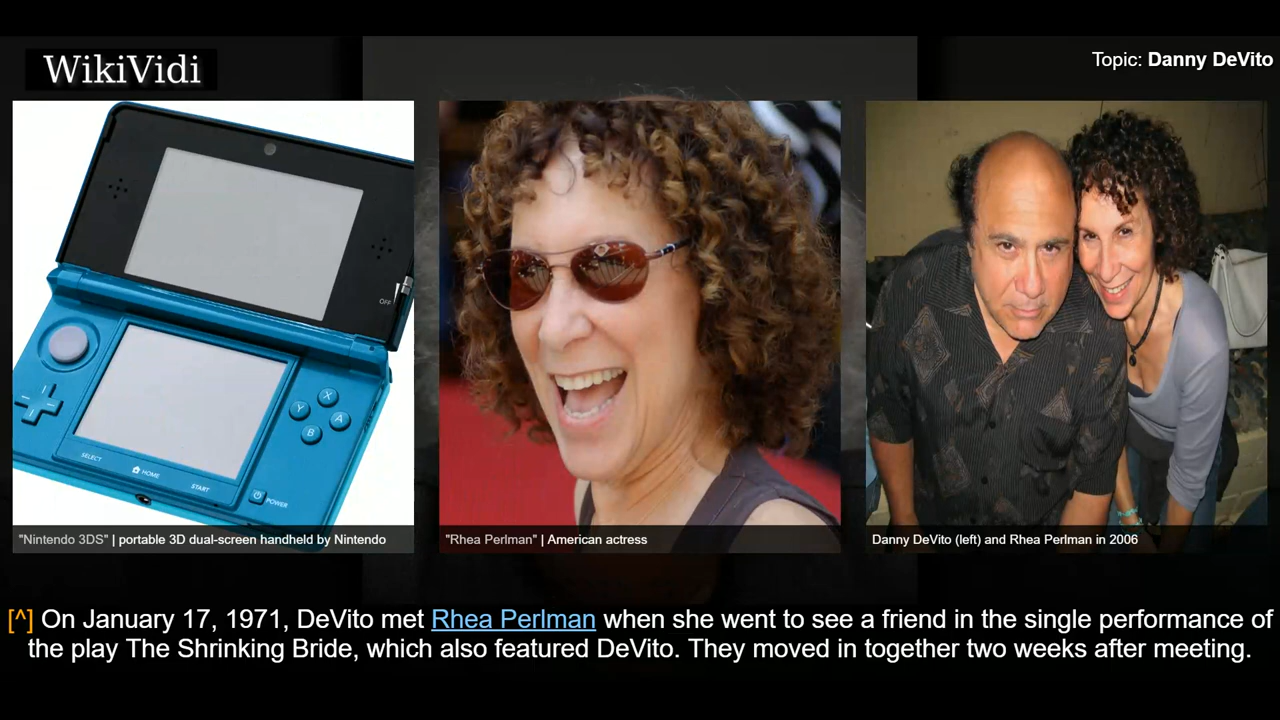 WikiVidi
Topic: Danny DeVito
OFF
X
Y
A
B
SELECT
HOME
START
POWER
"Nintendo 3DS" | portable 3D dual-screen handheld by Nintendo
"Rhea Perlman" | American actress
Danny DeVito (left) and Rhea Perlman in 2006
[^] On January 17, 1971, DeVito met Rhea Perlman when she went to see a friend in the single performance of
the play The Shrinking Bride, which also featured DeVito. They moved in together two weeks after meeting.